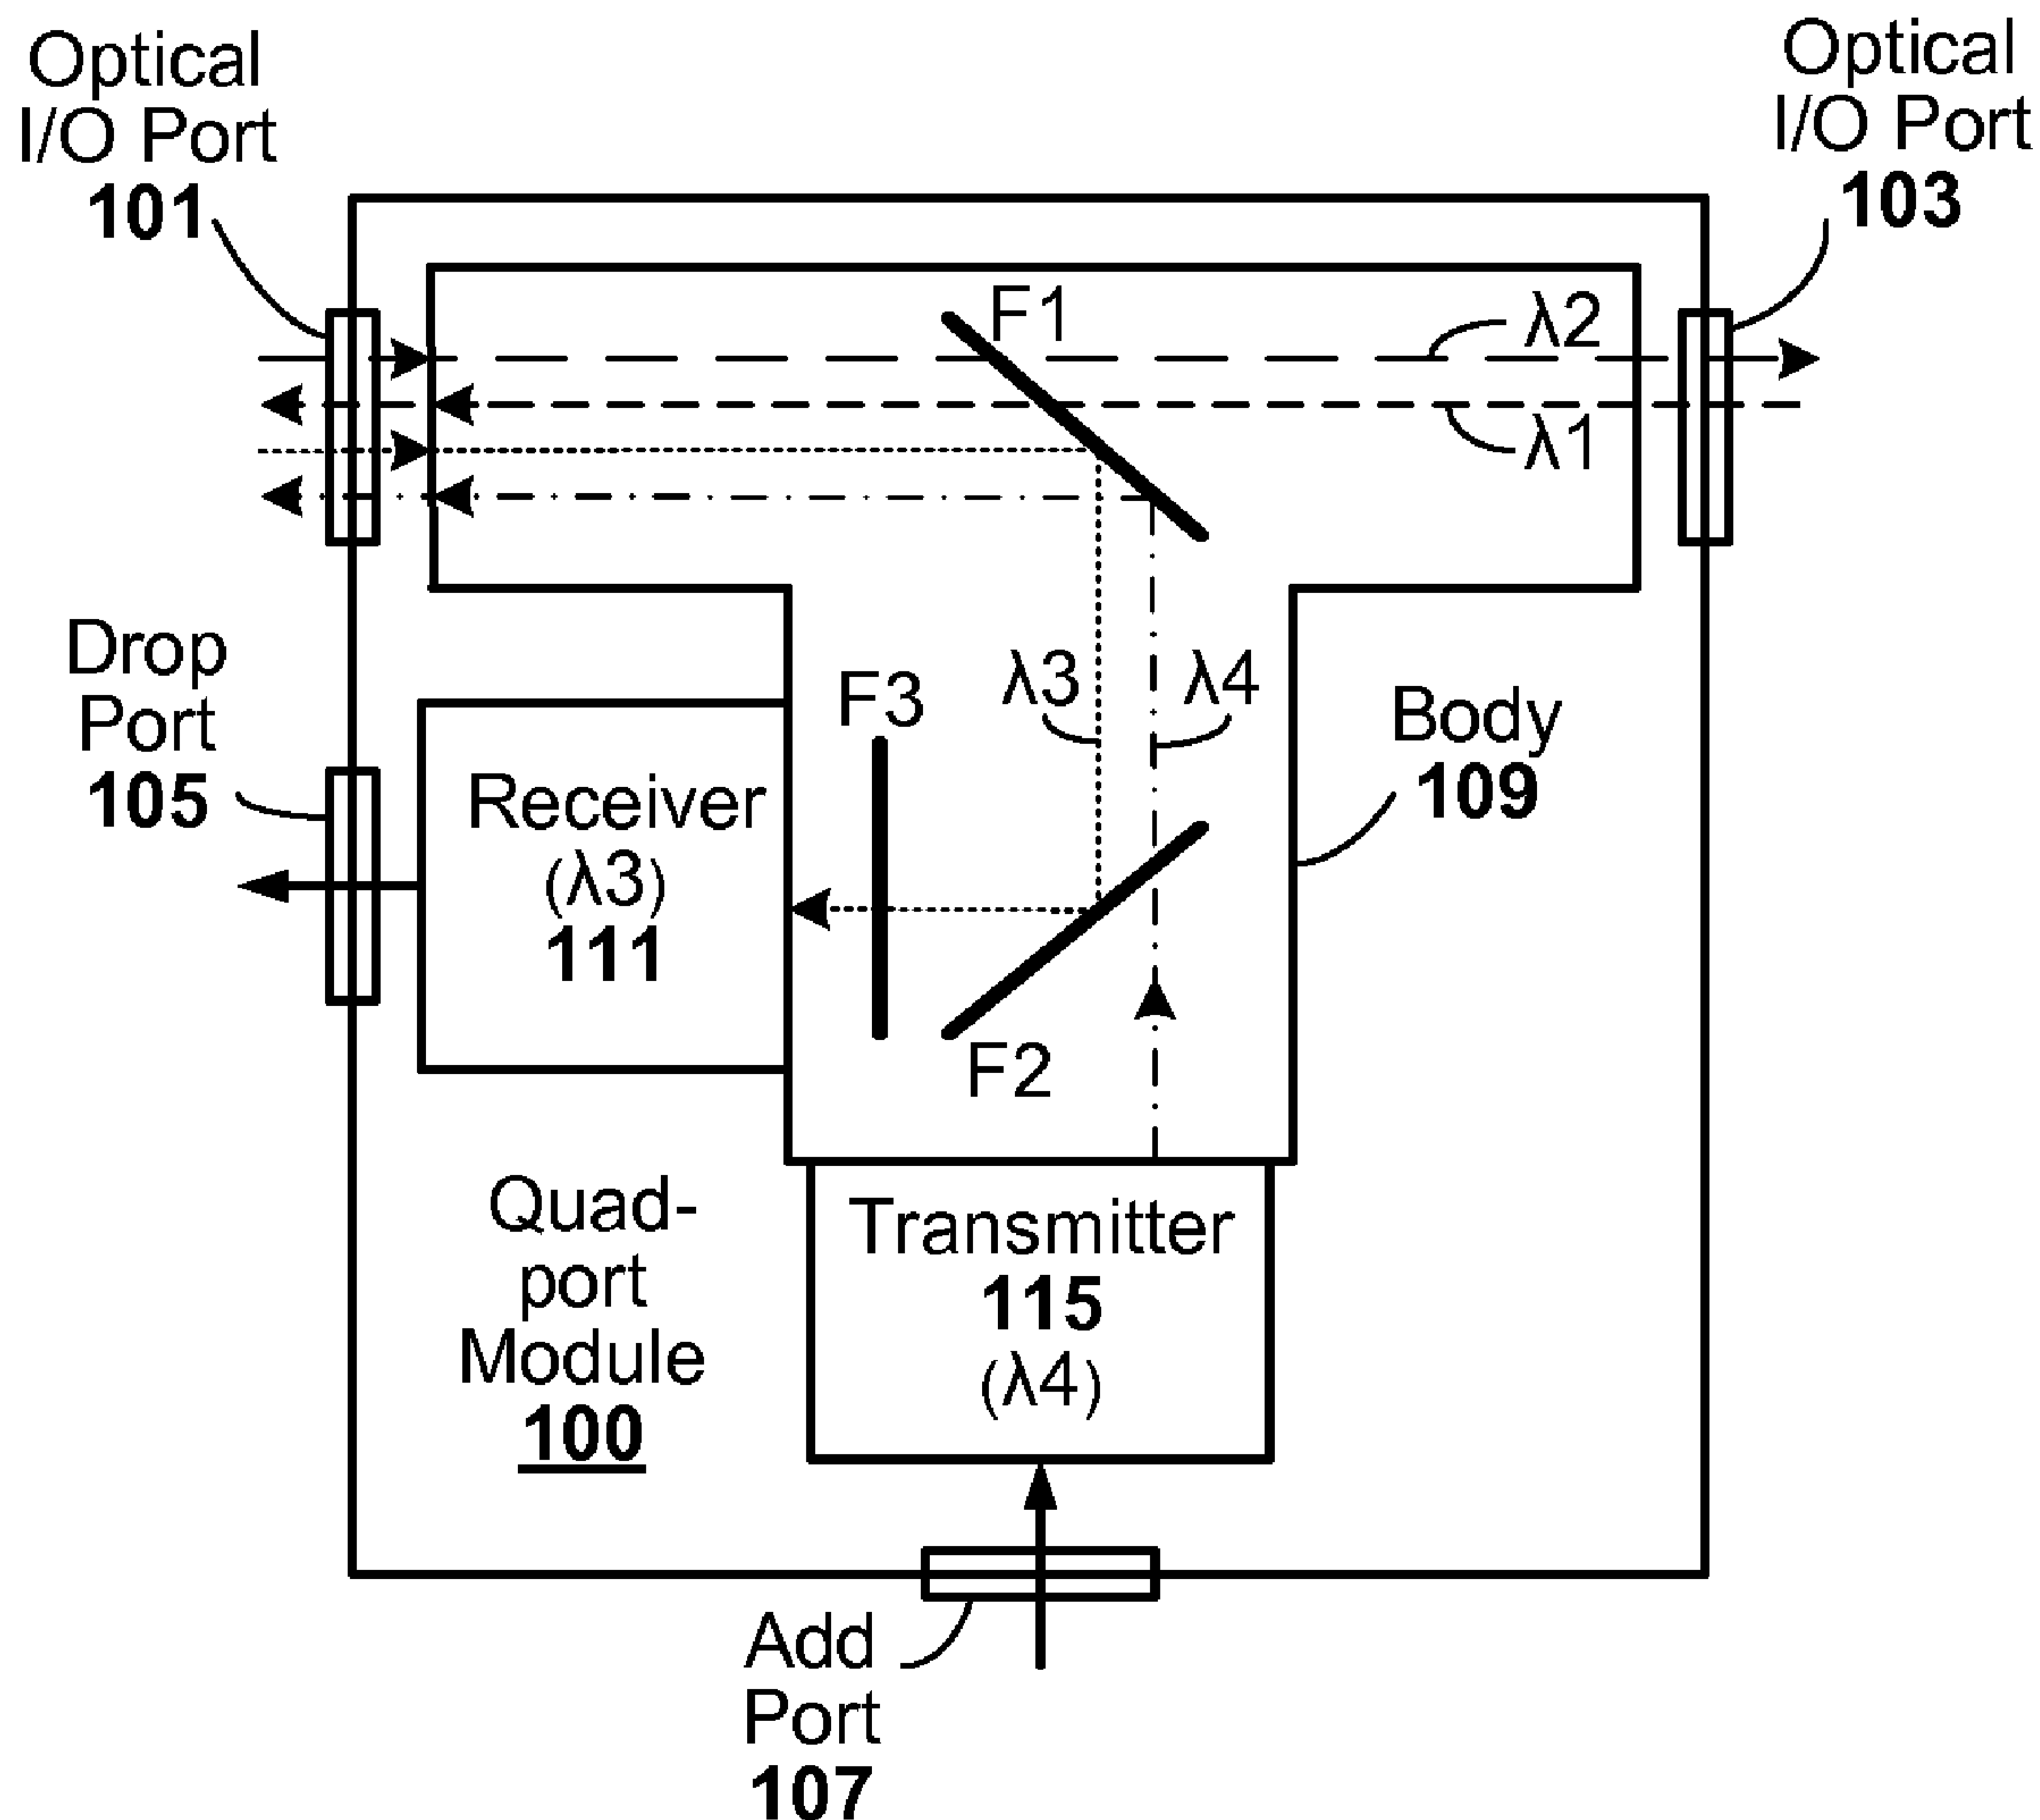 Optical
I/O Port
101
Optical
I/O Port
103
F1
λ2
λ1
Drop
Port
105
λ3
λ4
F3
Body
109
Receiver
(λ3)
111
F2
Quad-
port
Module
100
Transmitter
115
(λ4)
Add
Port
107